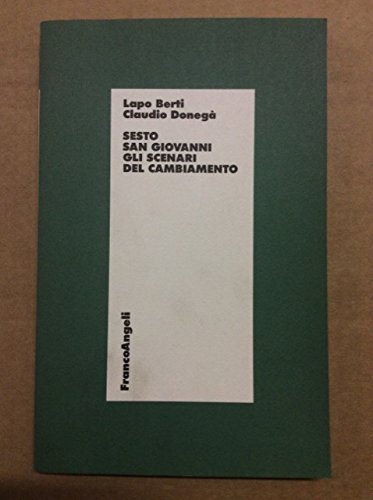 Lapo Berti
Claudio Donegà
SESTO
SAN GIOVANNI
GLI SCENARI
DEL CAMBIAMENTO
FrancoAngeli